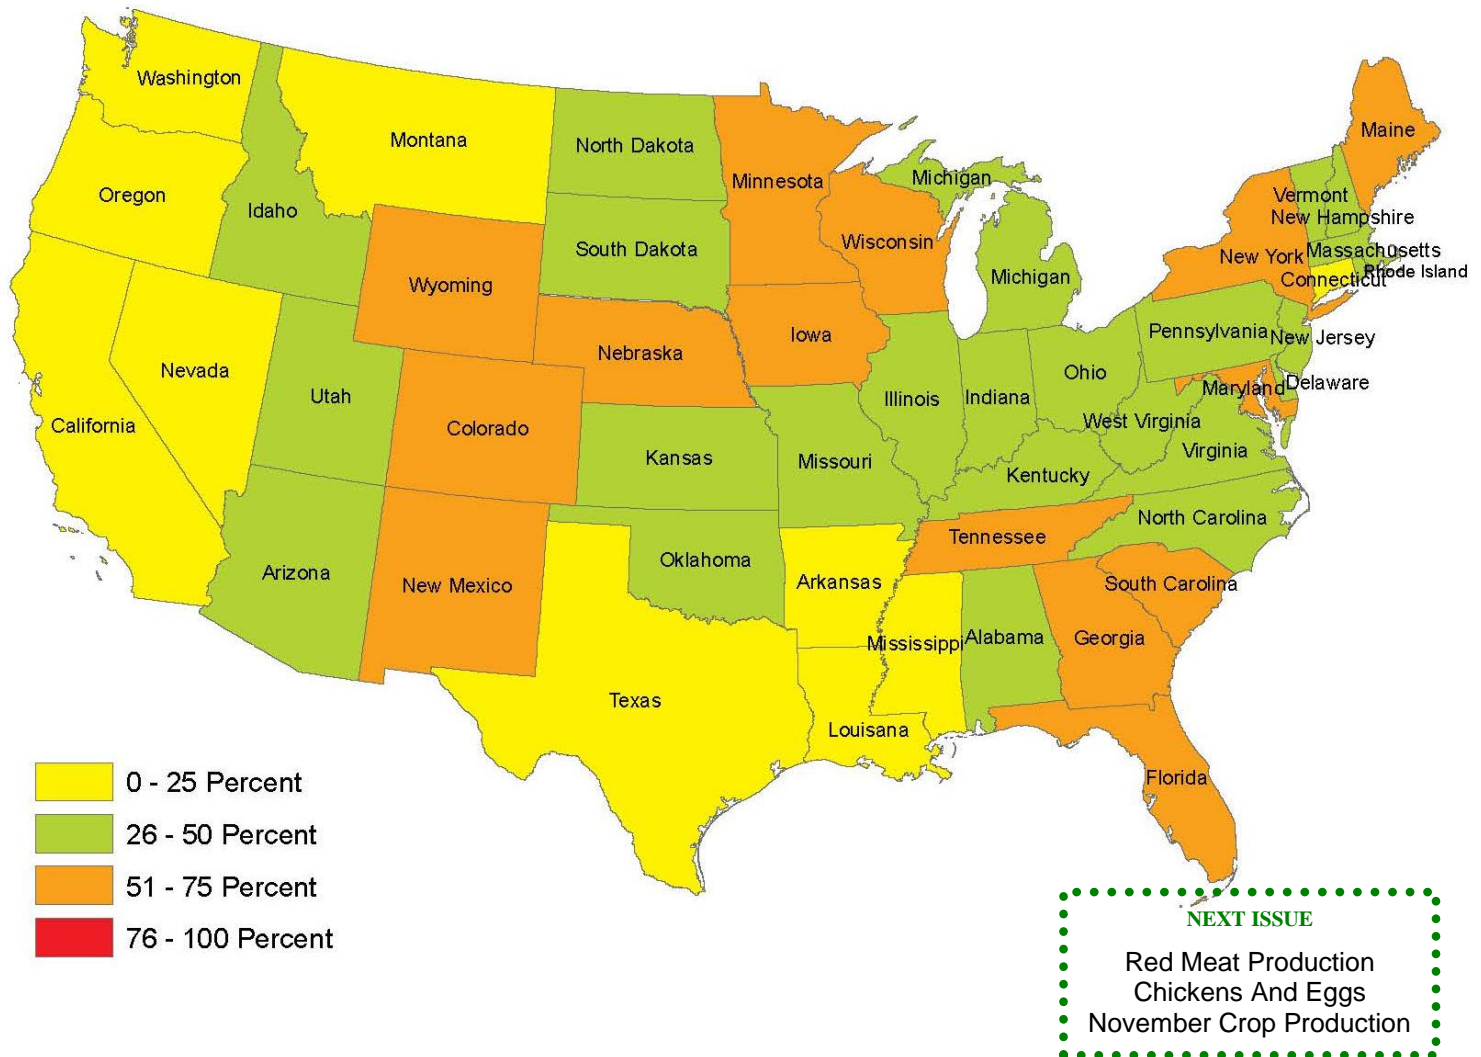 Washington
Montana
North Dakota
Minnesota
Michigan
Maine
Oregon
Idaho
Vermont
New Hampshire
South Dakota
Wisconsin
New York
Massachusetts
Rhode Island
Connecticut
Wyoming
Michigan
Iowa
Pennsylvania
New Jersey
Nebraska
Nevada
Utah
Ohio
Illinois
Indiana
Maryland
Delaware
California
Colorado
West Virginia
Virginia
Kansas
Missouri
Kentucky
North Carolina
Tennessee
Oklahoma
Arizona
New Mexico
Arkansas
South Carolina
Mississippi
Alabama
Georgia
Texas
Louisana
Florida
0 - 25 Percent
26 - 50 Percent
51 - 75 Percent
76 - 100 Percent
NEXT ISSUE
Red Meat Production
Chickens And Eggs
November Crop Production